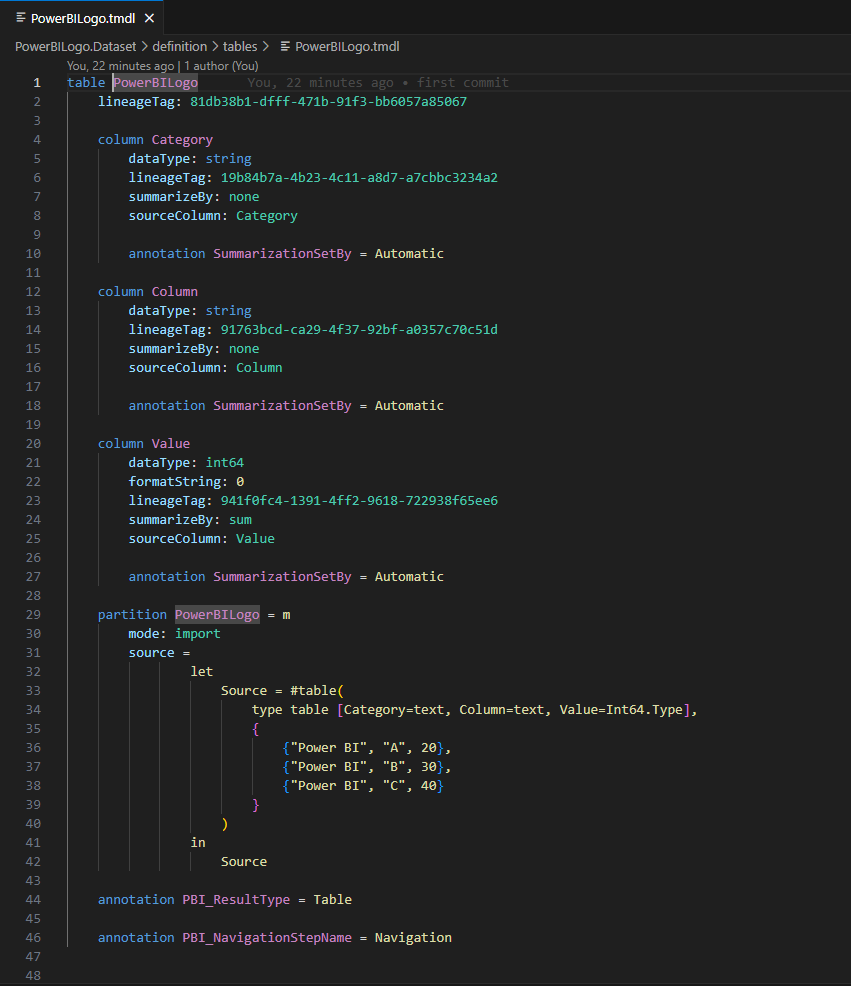 PowerBILogo.tmdl
PowerBILogo.Dataset > definition > tables > PowerBILogo.tmdl
You, 22 minutes ago | 1 author (You)
1 table PowerBILogo You, 22 minutes ago • first commit
2 lineageTag: 81db38b1-dfff-471b-91f3-bb6057a85067
3
4 column Category
5 dataType: string
6 lineageTag: 19b84b7a-4b23-4c11-a8d7-a7cbbc3234a2
7 summarizeBy: none
8 sourceColumn: Category
9
10 annotation SummarizationSetBy = Automatic
11
12 column Column
13 dataType: string
14 lineageTag: 91763bcd-ca29-4f37-92bf-a0357c70c51d
15 summarizeBy: none
16 sourceColumn: Column
17
18 annotation SummarizationSetBy = Automatic
19
20 column Value
21 dataType: int64
22 formatString: 0
23 lineageTag: 941f0fc4-1391-4ff2-9618-722938f65ee6
24 summarizeBy: sum
25 sourceColumn: Value
26
27 annotation SummarizationSetBy = Automatic
28
29 partition PowerBILogo = m
30 mode: import
31 source =
32 let
33 Source = #table(
34 type table [Category=text, Column=text, Value=Int64.Type],
35 {
36 {"Power BI", "A", 20},
37 {"Power BI", "B", 30},
38 {"Power BI", "C", 40}
39 }
40 )
41 in
42 Source
43
44 annotation PBI_ResultType = Table
45
46 annotation PBI_NavigationStepName = Navigation
47
48